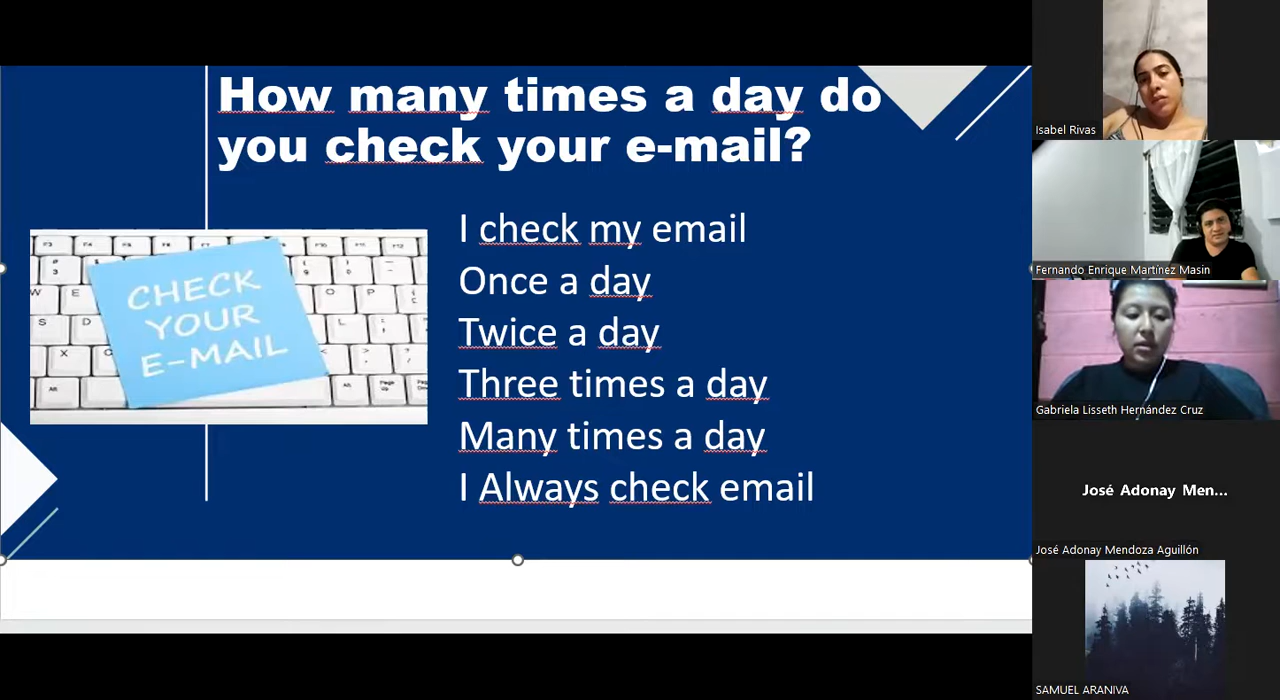 How many times a day do
you check your e-mail?
CHECK
YOUR
E-MAIL
I check my email
Once a day
Twice a day
Three times a day
Many times a day
I Always check email
Isabel Rivas
Fernando Enrique Martínez Masin
Gabriela Lisseth Hernández Cruz
José Adonay Men...
José Adonay Mendoza Aguillón
SAMUEL ARANIVA